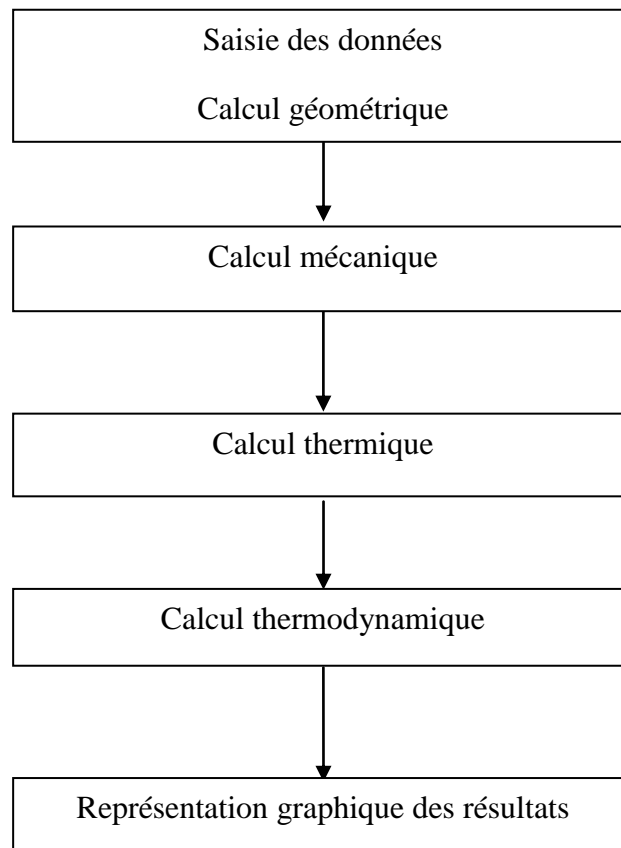 Saisie des données
Calcul géométrique
Calcul mécanique
Calcul thermique
Calcul thermodynamique
Représentation graphique des résultats